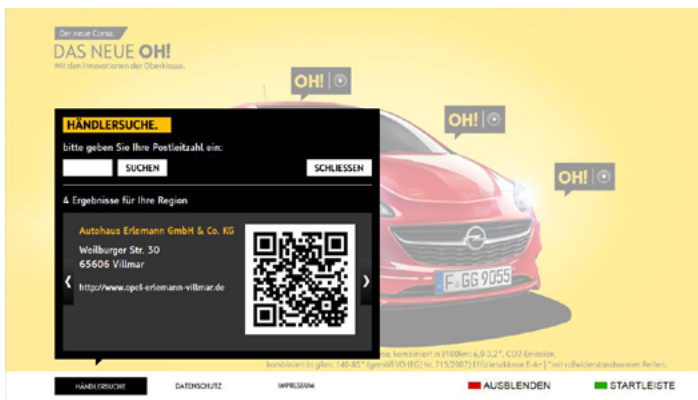 Der neue Corsa.
DAS NEUE OH!
Mit den Innovationen der Oberklasse.
OH!
OH!
OH!
HÄNDLERSUCHE.
bitte geben Sie Ihre Postleitzahl ein:
SUCHEN
SCHLIESSEN
4 Ergebnisse für Ihre Region
Autohaus Erlemann GmbH & Co. KG
Weilburger Str. 30
65606 Villmar
http://www.opel-erlemann-villmar.de
F GG 9055
kombiniert in l/100km: 6,0-3,2*, CO2-Emission,
kombiniert in g/km: 140-85* (gemäß VO (EG) Nr. 715/2007) Effizienzklasse E-A+ | *mit rollwiderstandsarmen Reifen.
HÄNDLERSUCHE
DATENSCHUTZ
IMPRESSUM
AUSBLENDEN
STARTLEISTE